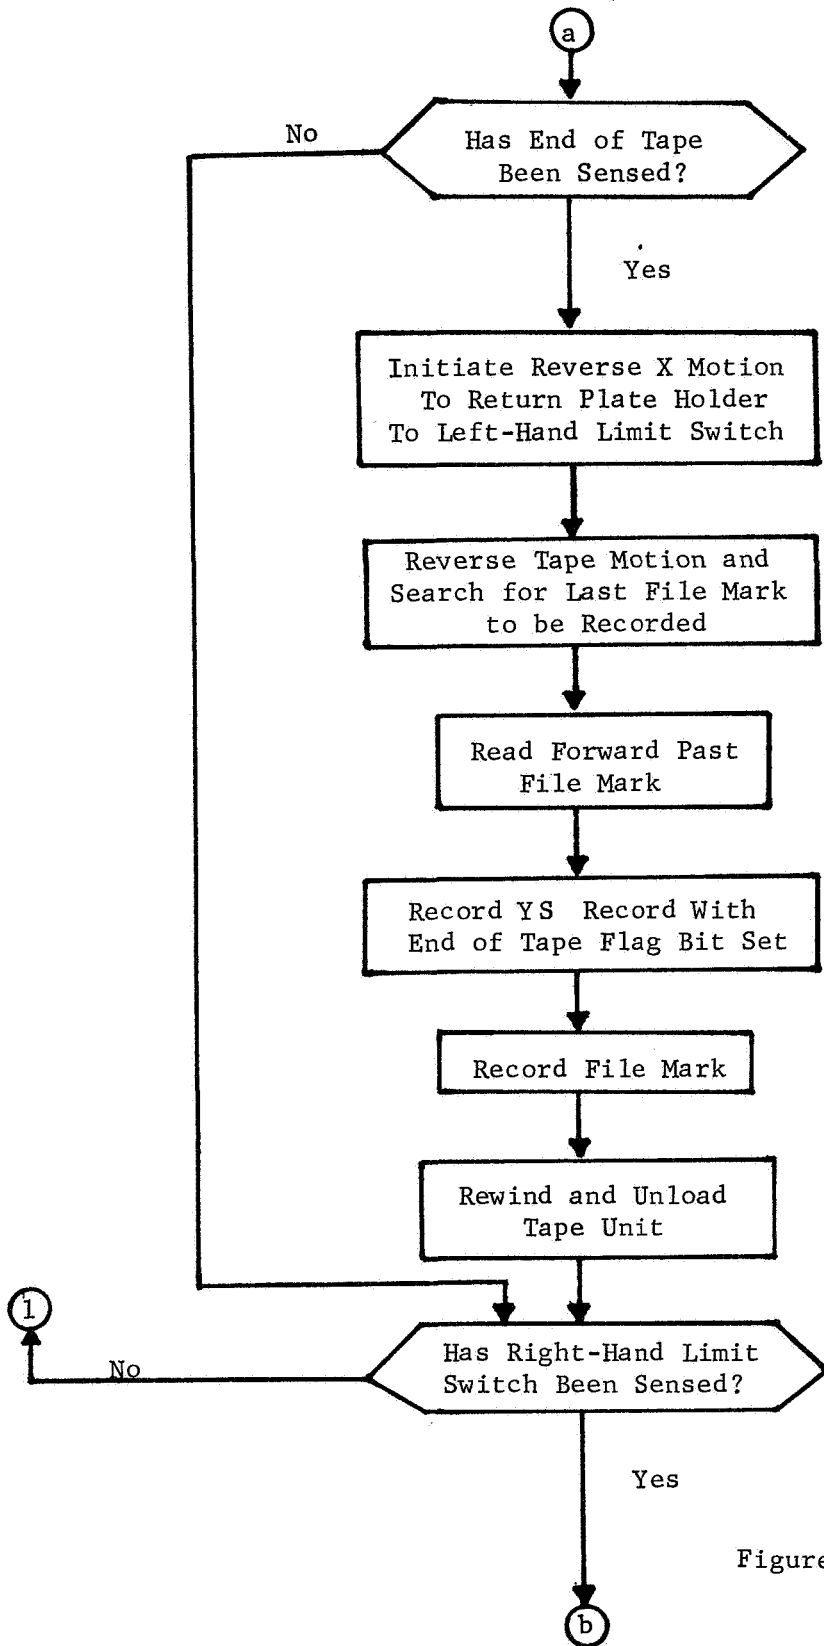 a
No
Has End of Tape
Been Sensed?
Yes
Initiate Reverse X Motion
To Return Plate Holder
To Left-Hand Limit Switch
Reverse Tape Motion and
Search for Last File Mark
to be Recorded
Read Forward Past
File Mark
Record YS Record With
End of Tape Flag Bit Set
Record File Mark
Rewind and Unload
Tape Unit
1
No
Has Right-Hand Limit
Switch Been Sensed?
Yes
Figure
b